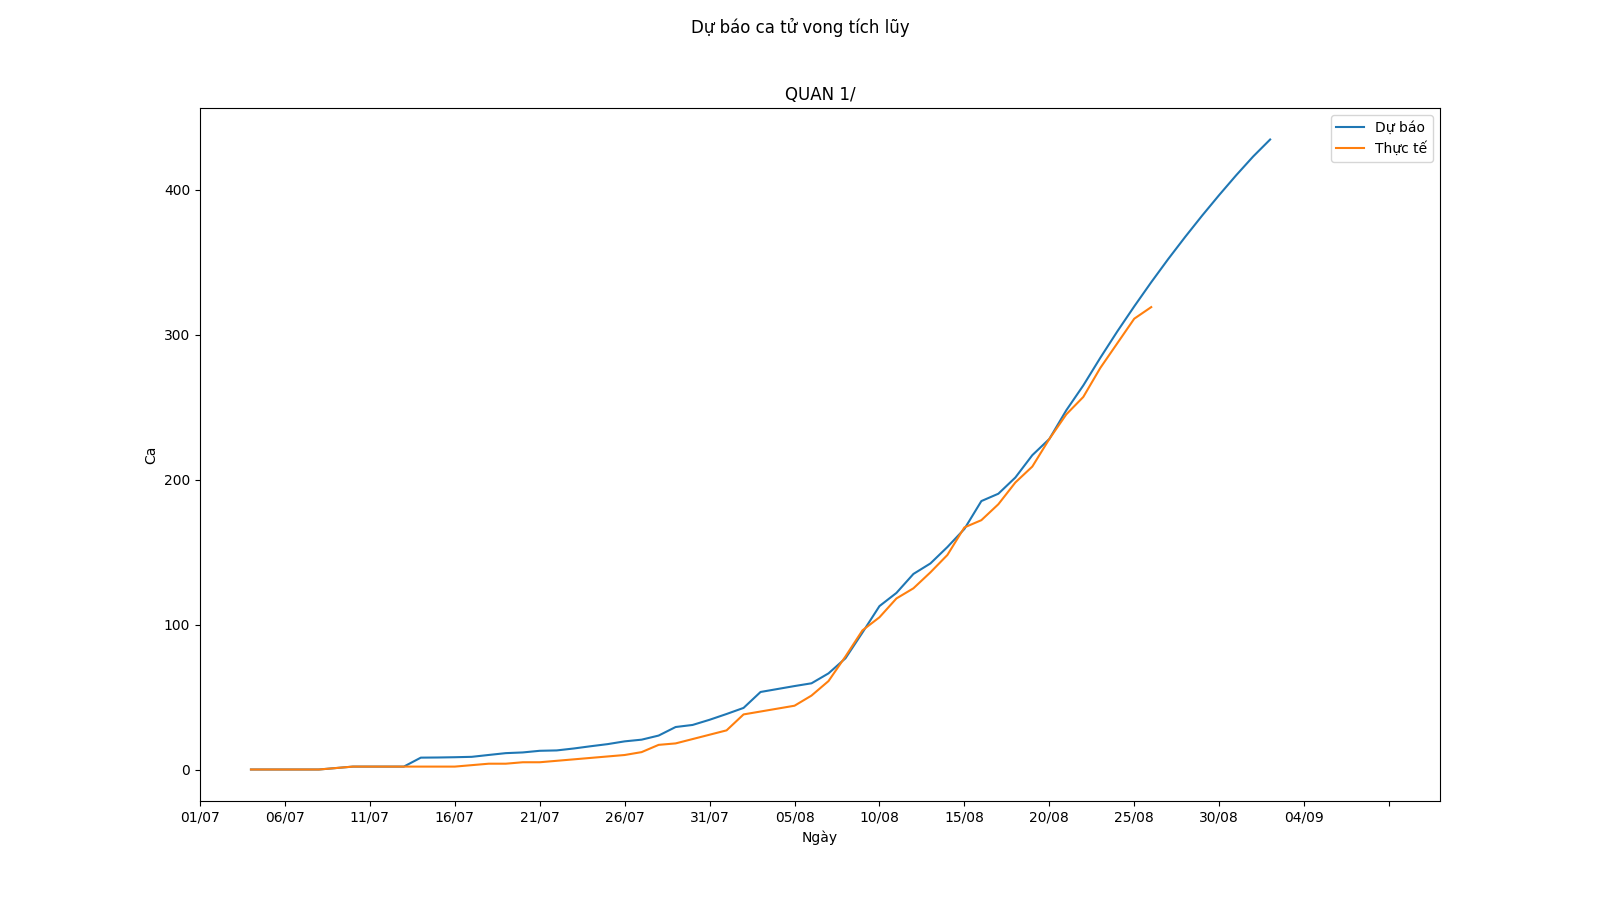 Dự báo ca tử vong tích lũy
QUAN 1/
Dự báo
Thực tế
400
300
200
100
0
Ca
01/07 06/07 11/07 16/07 21/07 26/07 31/07 05/08 10/08 15/08 20/08 25/08 30/08 04/09
Ngày